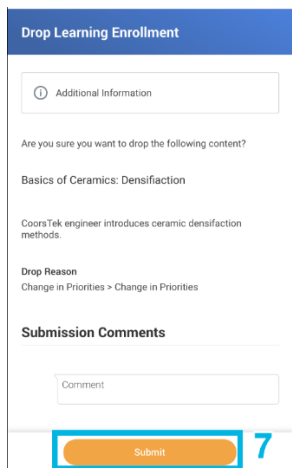 Drop Learning Enrollment
Additional Information
Are you sure you want to drop the following content?
Basics of Ceramics: Densifiaction
CoorsTek engineer introduces ceramic densifaction
methods.
Drop Reason
Change in Priorities > Change in Priorities
Submission Comments
Comment
Submit
7